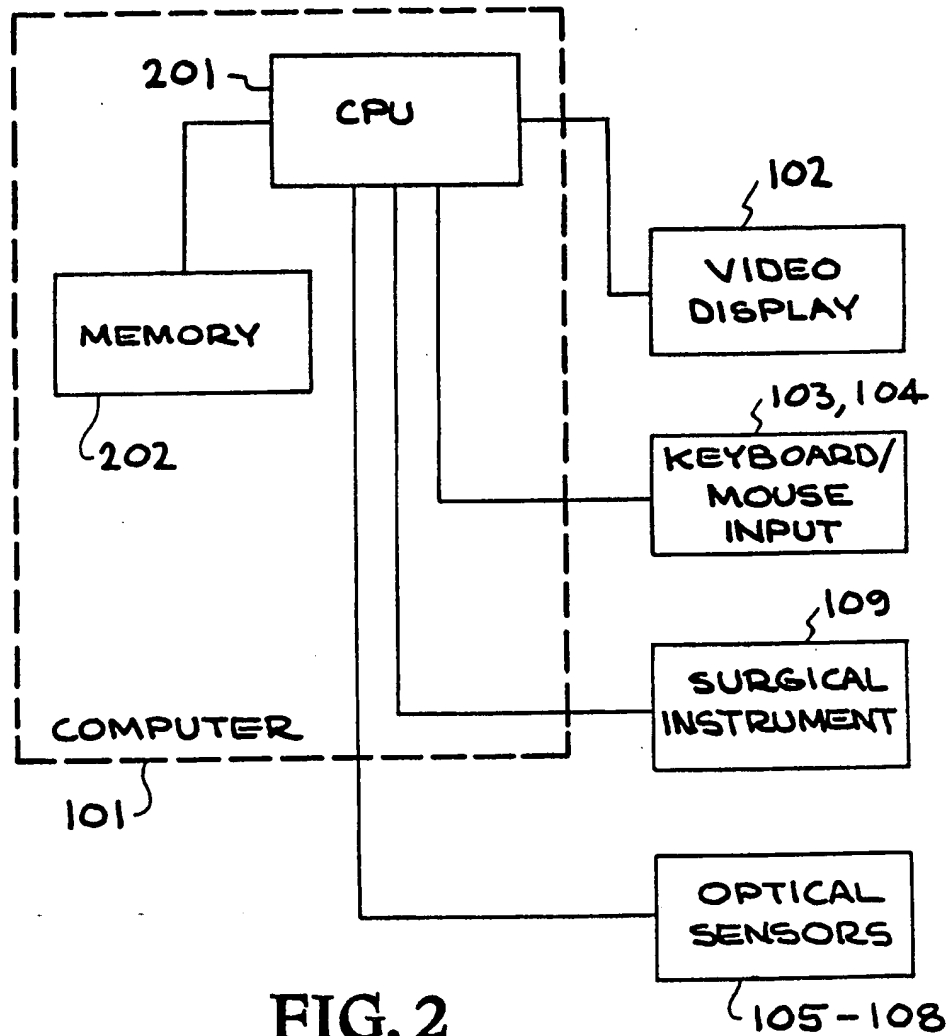 201
CPU
102
VIDEO
DISPLAY
MEMORY
202
103, 104
KEYBOARD/
MOUSE
INPUT
109
SURGICAL
INSTRUMENT
COMPUTER
101
OPTICAL
SENSORS
105-108
FIG. 2